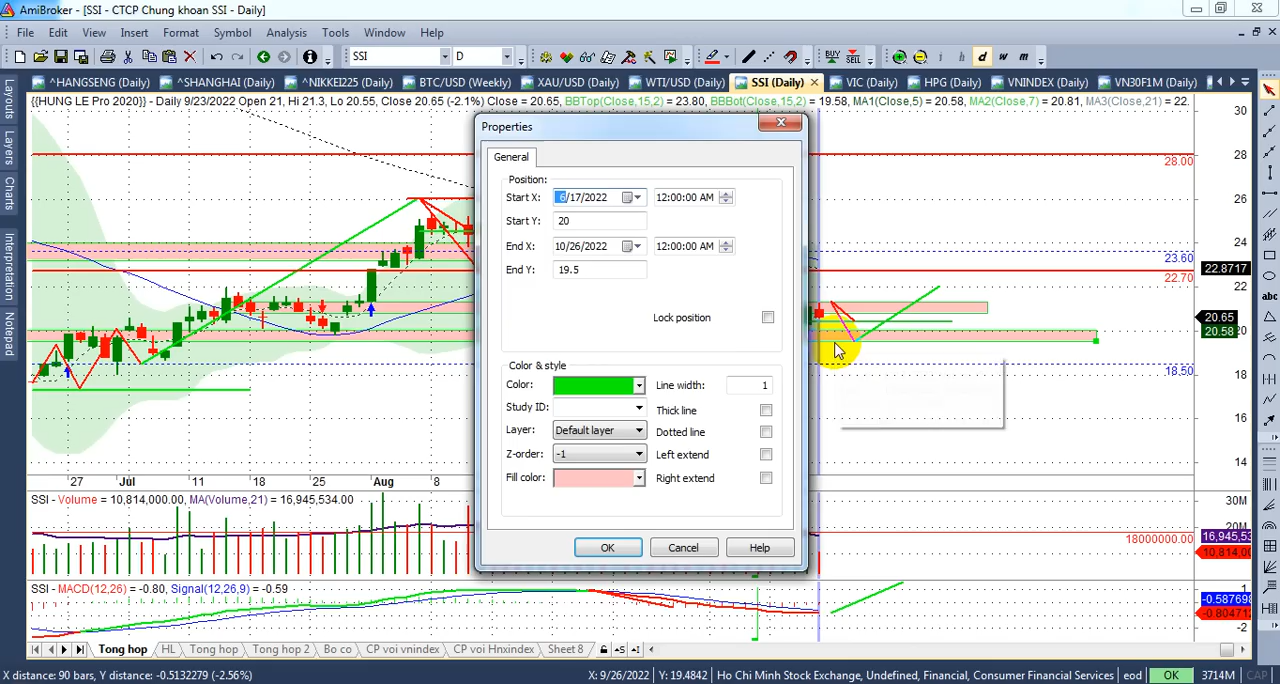 AmiBroker - [SSI - CTCP Chung khoan SSI - Daily]
File Edit View Insert Format Symbol Analysis Tools Window Help
SSI D BUY SELL i h d w m
^HANGSENG (Daily) ^SHANGHAI (Daily) ^NIKKEI225 (Daily) BTC/USD (Weekly) XAU/USD (Daily) WTI/USD (Daily) SSI (Daily) VIC (Daily) HPG (Daily) VNINDEX (Daily) VN30F1M (Daily)
Layouts
Layers
Charts
Interpretation
Notepad
{{HUNG LE Pro 2020}} - Daily 9/23/2022 Open 21, Hi 21.3, Lo 20.55, Close 20.65 (-2.1%) Close = 20.65, BBTop(Close,15,2) = 23.80, BBBot(Close,15,2) = 19.58, MA1(Close,5) = 20.58, MA2(Close,7) = 20.81, MA3(Close,21) = 22.
30
28
28.00
26
24
23.60
22.8717
22.70
22
20.65
20.58
20
18.50
18
16
14
27 Jul 11 18 25 Aug 8
Properties
General
Position:
Start X: 6/17/2022 12:00:00 AM
Start Y: 20
End X: 10/26/2022 12:00:00 AM
End Y: 19.5
Lock position
Color & style
Color: Line width: 1
Study ID: Thick line
Layer: Default layer Dotted line
Z-order: -1 Left extend
Fill color: Right extend
OK Cancel Help
abc
SSI - Volume = 10,814,000.00, MA(Volume,21) = 16,945,534.00
30M
20M
18000000.00
16,945,53
10,814,00
SSI - MACD(12,26) = -0.80, Signal(12,26,9) = -0.59
1
-0.587698
-0.804712
-2
Tong hop HL Tong hop Tong hop 2 Bo co CP voi vnindex CP voi Hnxindex Sheet 8
X distance: 90 bars, Y distance: -0.5132279 (-2.56%) X: 9/26/2022, Y: 19.4842 Ho Chi Minh Stock Exchange, Undefined, Financial, Consumer Financial Services eod OK 3714M CAP